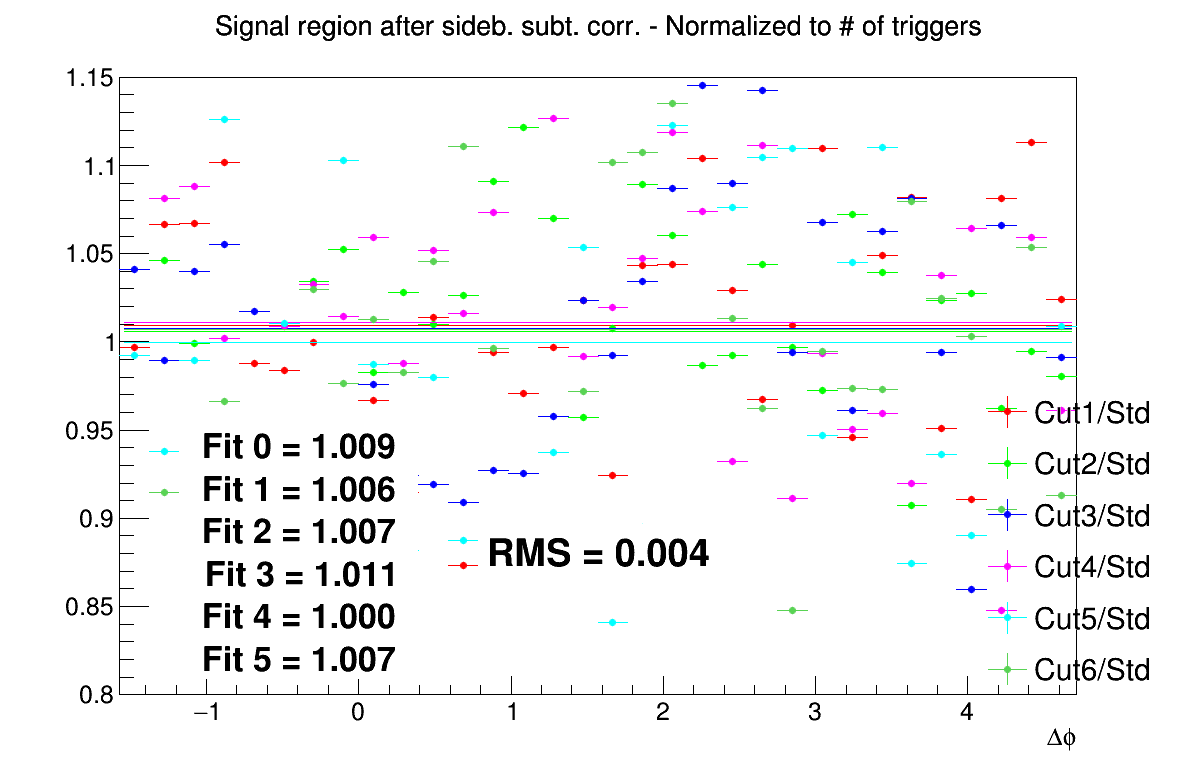 Signal region after sideb. subt. corr. - Normalized to # of triggers
1.15
1.1
1.05
1
0.95
0.9
0.85
0.8
Fit 0 = 1.009
Fit 1 = 1.006
Fit 2 = 1.007
Fit 3 = 1.011
Fit 4 = 1.000
Fit 5 = 1.007
RMS = 0.004
Cut1/Std
Cut2/Std
Cut3/Std
Cut4/Std
Cut5/Std
Cut6/Std
−1 0 1 2 3 4
Δϕ